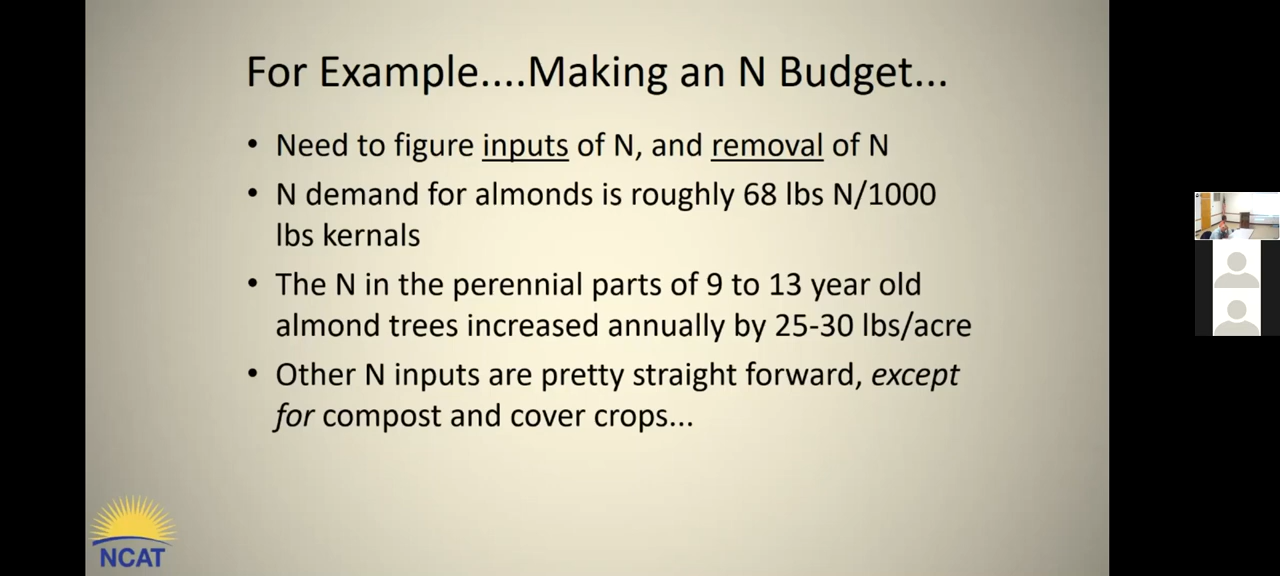 For Example....Making an N Budget...
• Need to figure inputs of N, and removal of N
• N demand for almonds is roughly 68 lbs N/1000
lbs kernals
• The N in the perennial parts of 9 to 13 year old
almond trees increased annually by 25-30 lbs/acre
• Other N inputs are pretty straight forward, except
for compost and cover crops...
NCAT